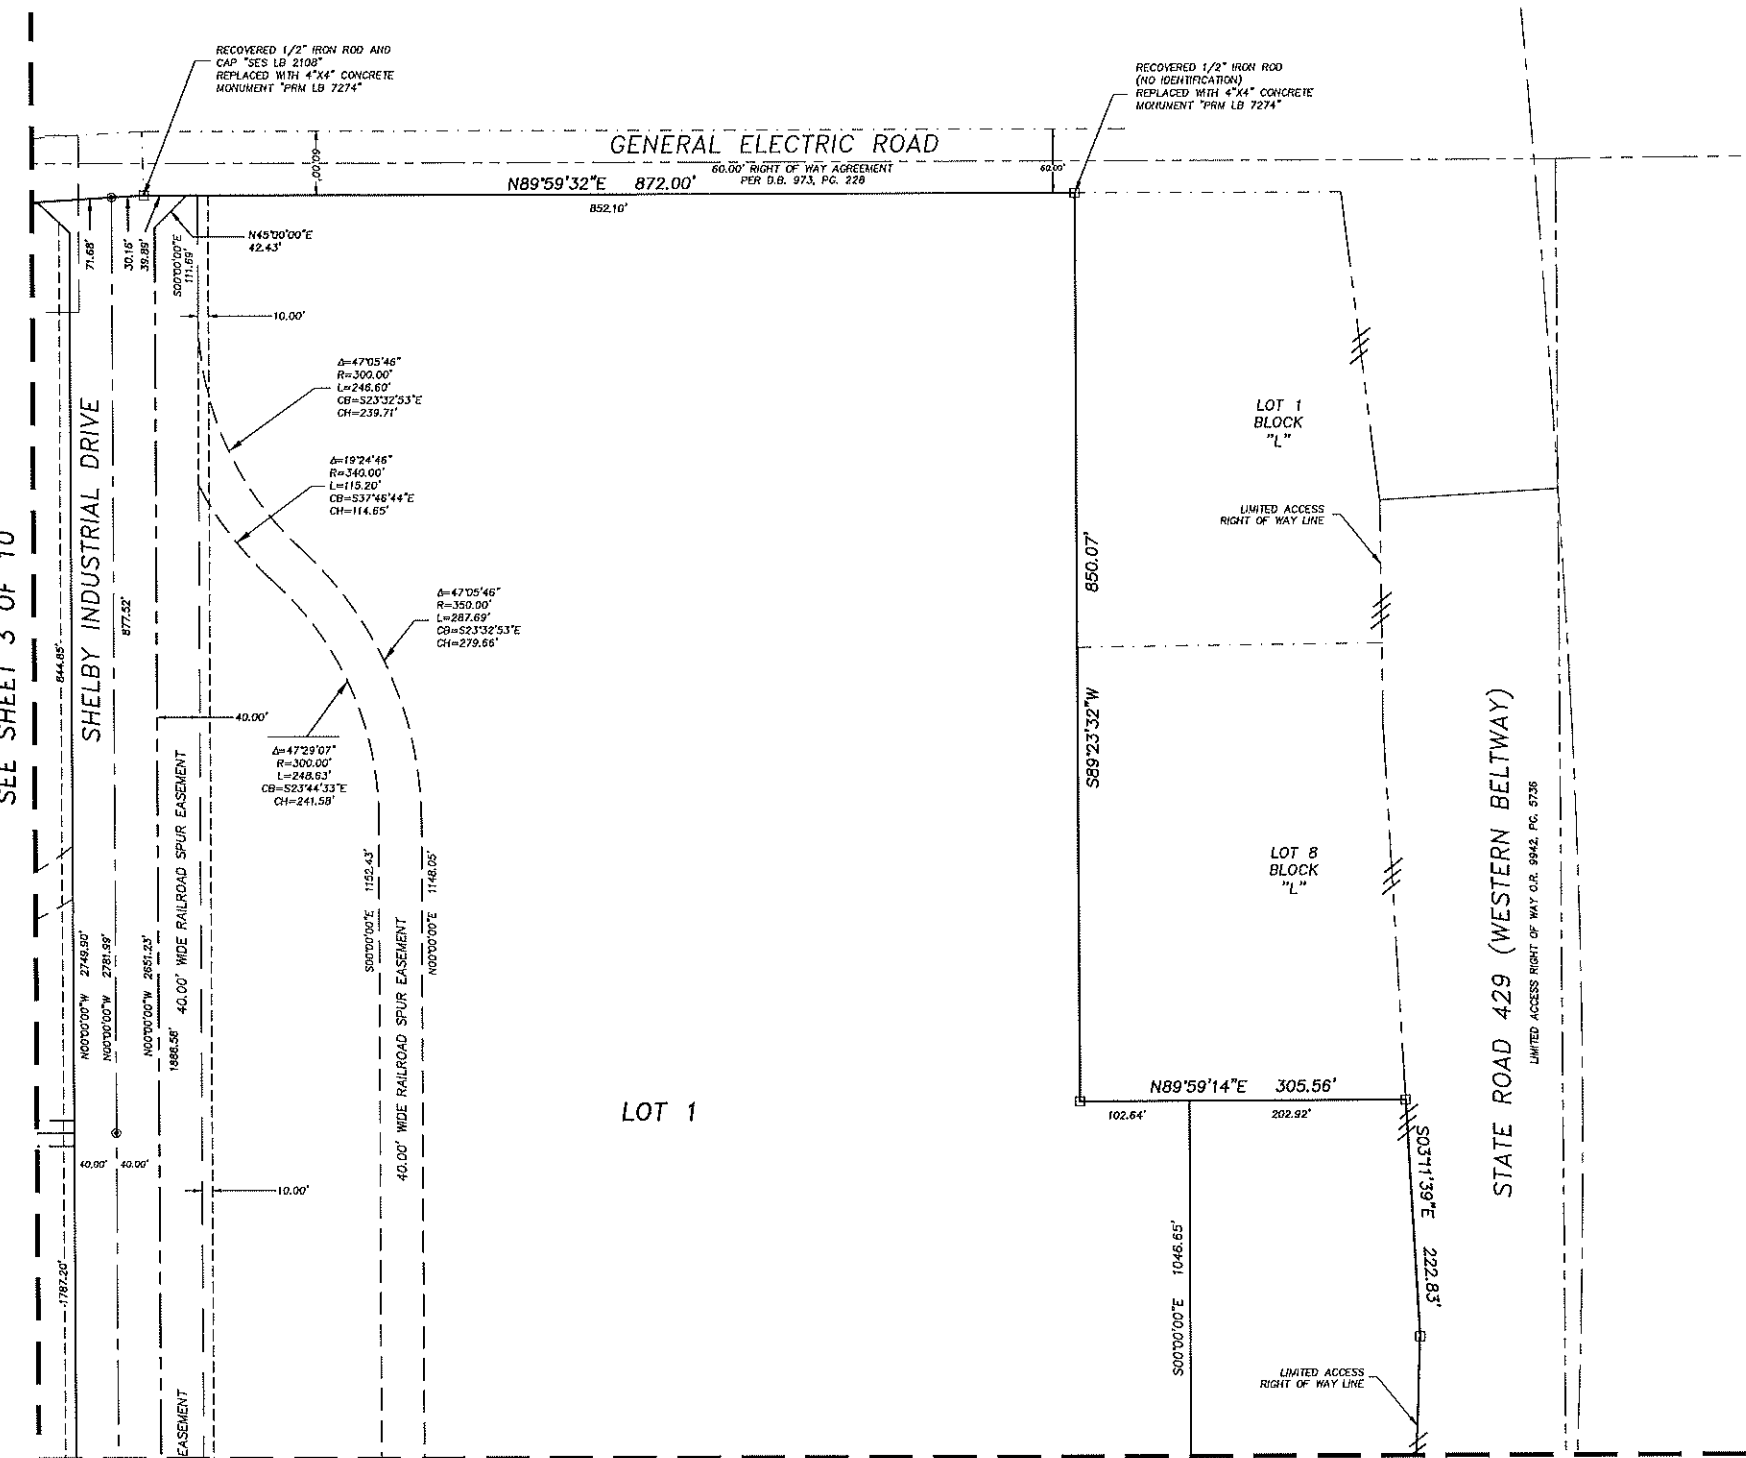 RECOVERED 1/2" IRON ROD AND
CAP "SES LB 2108"
REPLACED WITH 4"X4" CONCRETE
MONUMENT "PRM LB 7274"
RECOVERED 1/2" IRON ROD
(NO IDENTIFICATION)
REPLACED WITH 4"X4" CONCRETE
MONUMENT "PRM LB 7274"
GENERAL ELECTRIC ROAD
60.00' RIGHT OF WAY AGREEMENT
PER D.B. 973, PG. 228
60.00'
60.00'
N89°59'32"E 872.00'
852.10'
N45°00'00"E
42.43'
71.68'
30.16'
39.89'
S00°00'00"E
111.69'
10.00'
Δ=47°05'46"
R=300.00'
L=246.60'
CB=S23°32'53"E
CH=239.71'
Δ=19°24'46"
R=340.00'
L=115.20'
CB=S37°46'44"E
CH=114.65'
Δ=47°05'46"
R=350.00'
L=287.69'
CB=S23°32'53"E
CH=279.66'
Δ=47°29'07"
R=300.00'
L=248.63'
CB=S23°44'33"E
CH=241.58'
SEE SHEET 3 OF 10
SHELBY INDUSTRIAL DRIVE
844.85'
877.52'
40.00'
40.00' WIDE RAILROAD SPUR EASEMENT
N00°00'00"W 2749.90'
N00°00'00"W 2781.99'
N00°00'00"W 2651.23'
1886.58'
40.00' 40.00'
10.00'
1787.20'
EASEMENT
S00°00'00"E 1152.43'
N00°00'00"E 1148.05'
40.00' WIDE RAILROAD SPUR EASEMENT
LOT 1
850.07'
S89°23'32"W
LOT 1
BLOCK
"L"
LIMITED ACCESS
RIGHT OF WAY LINE
LOT 8
BLOCK
"L"
N89°59'14"E 305.56'
102.64'
202.92'
S03°11'39"E 222.83'
S00°00'00"E 1046.65'
LIMITED ACCESS
RIGHT OF WAY LINE
STATE ROAD 429 (WESTERN BELTWAY)
LIMITED ACCESS RIGHT OF WAY O.R. 9942, PG. 5736